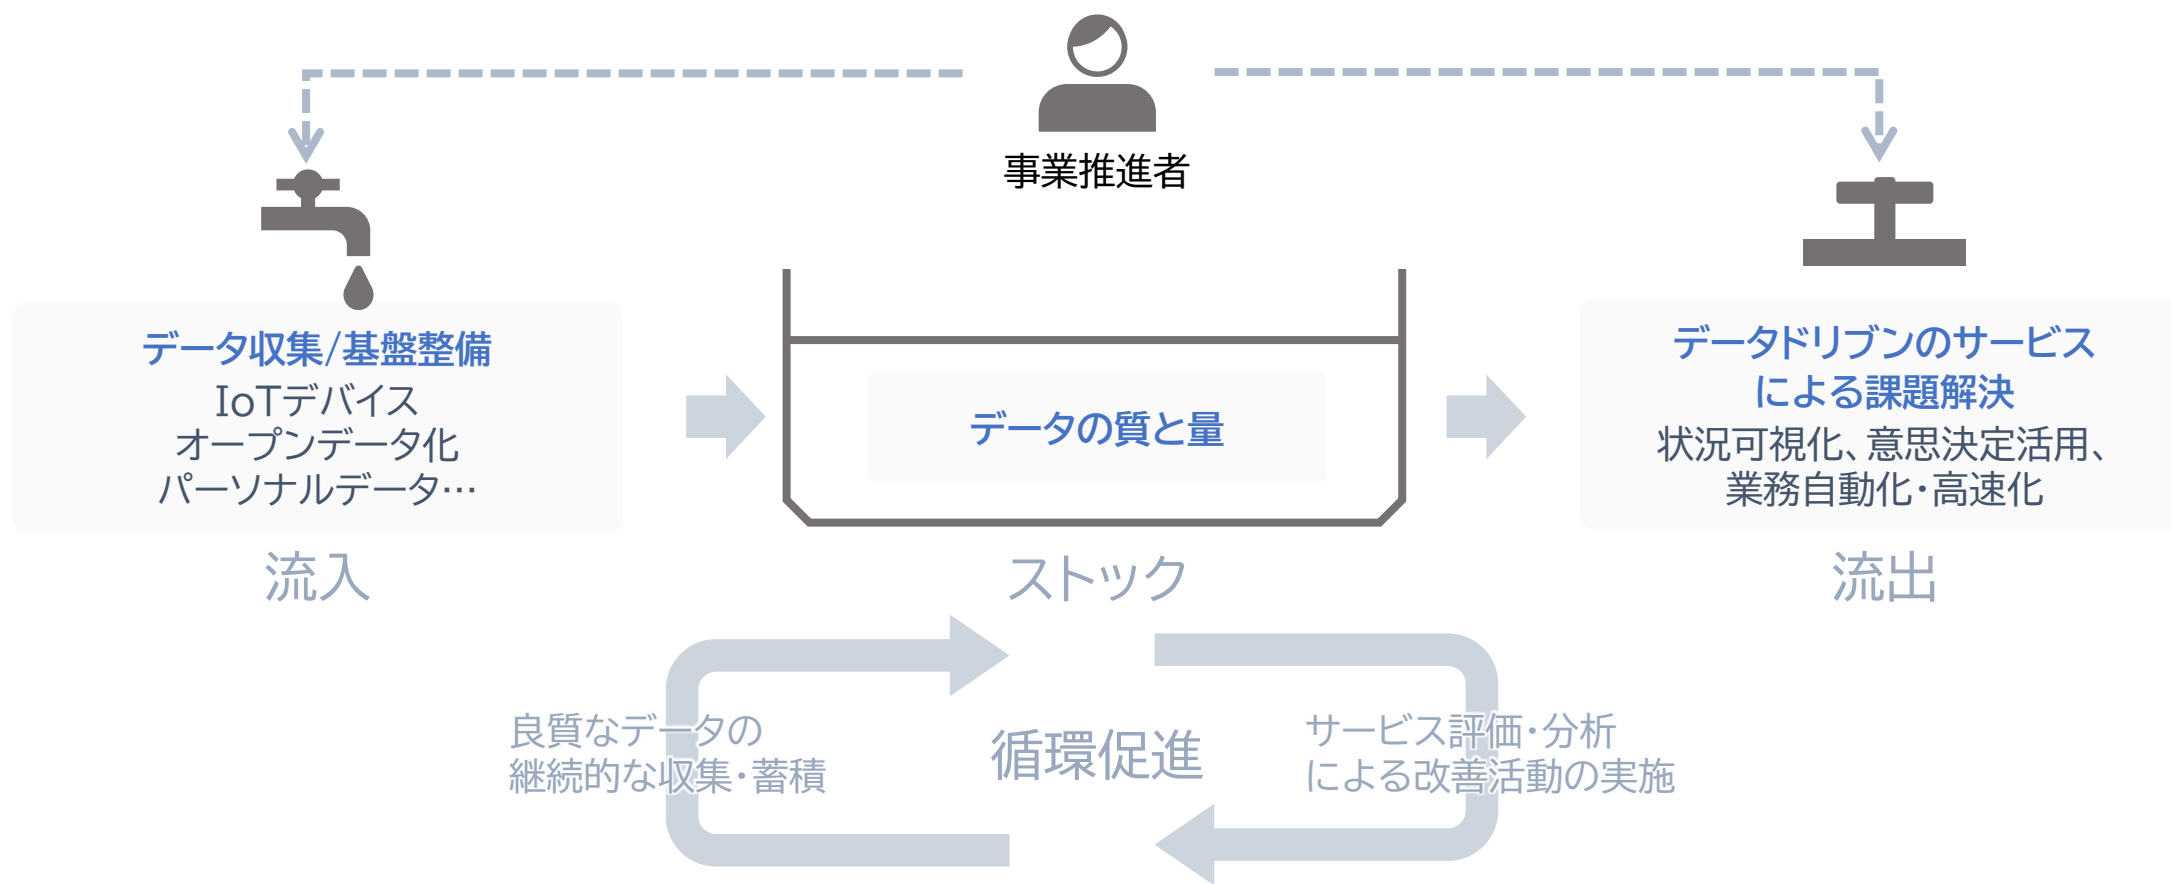 事業推進者
データ収集/基盤整備
IoTデバイス
オープンデータ化
パーソナルデータ…
流入
データの質と量
ストック
データドリブンのサービス
による課題解決
状況可視化、意思決定活用、
業務自動化・高速化
流出
良質なデータの
継続的な収集・蓄積
循環促進
サービス評価・分析
による改善活動の実施